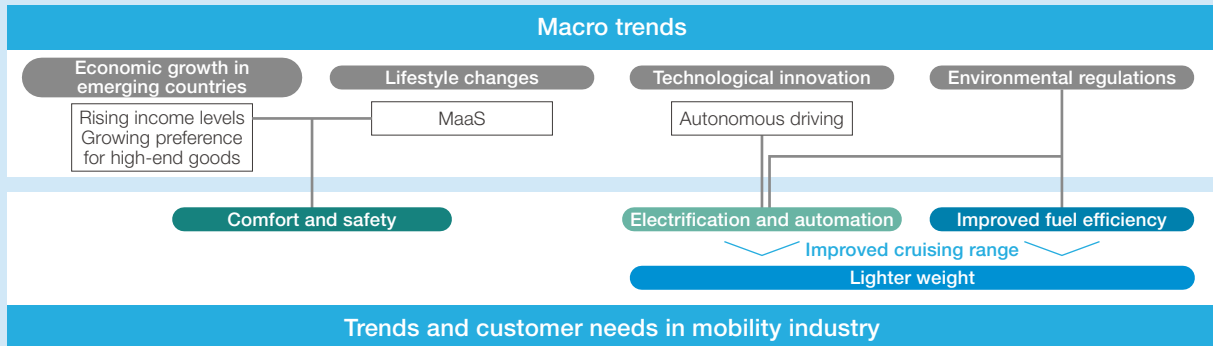 Macro trends
Economic growth in
emerging countries
Lifestyle changes
Technological innovation
Environmental regulations
Rising income levels
Growing preference
for high-end goods
MaaS
Autonomous driving
Comfort and safety
Electrification and automation
Improved fuel efficiency
Improved cruising range
Lighter weight
Trends and customer needs in mobility industry